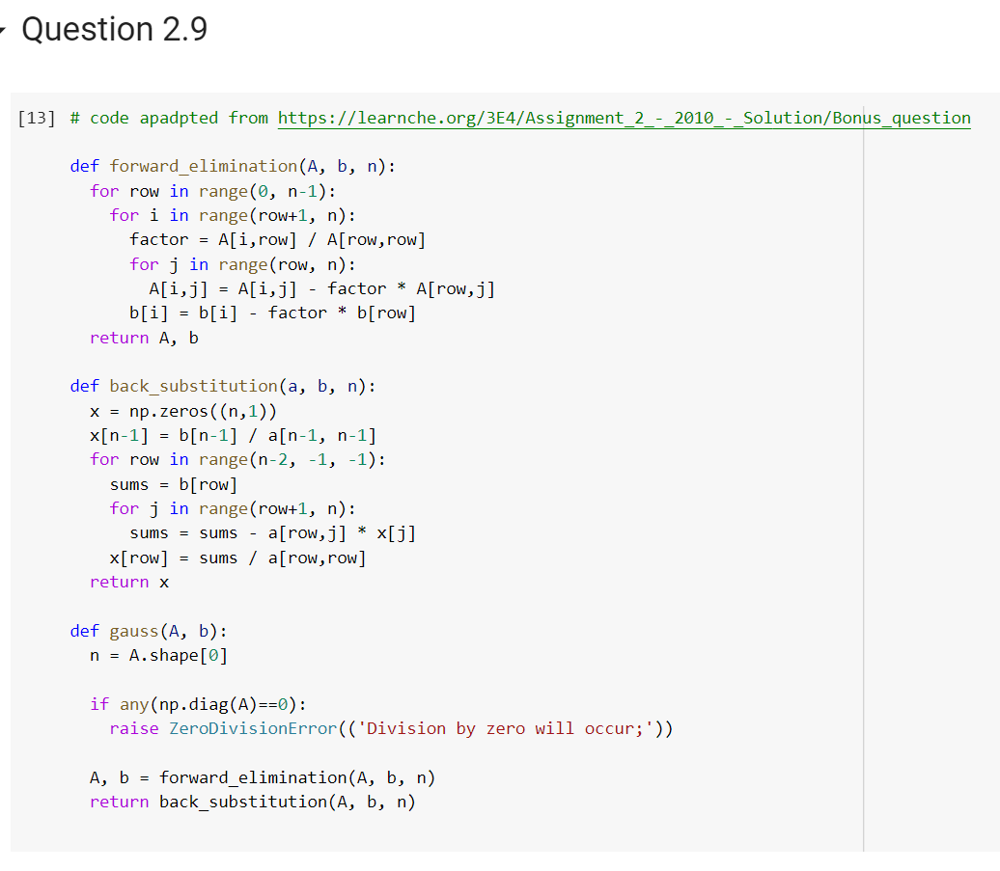 Question 2.9
[13] # code apadpted from https://learnche.org/3E4/Assignment_2_-_2010_-_Solution/Bonus_question
def forward_elimination(A, b, n):
  for row in range(0, n-1):
    for i in range(row+1, n):
      factor = A[i,row] / A[row,row]
      for j in range(row, n):
        A[i,j] = A[i,j] - factor * A[row,j]
      b[i] = b[i] - factor * b[row]
  return A, b
def back_substitution(a, b, n):
  x = np.zeros((n,1))
  x[n-1] = b[n-1] / a[n-1, n-1]
  for row in range(n-2, -1, -1):
    sums = b[row]
    for j in range(row+1, n):
      sums = sums - a[row,j] * x[j]
    x[row] = sums / a[row,row]
  return x
def gauss(A, b):
  n = A.shape[0]
  if any(np.diag(A)==0):
    raise ZeroDivisionError(('Division by zero will occur;'))
  A, b = forward_elimination(A, b, n)
  return back_substitution(A, b, n)